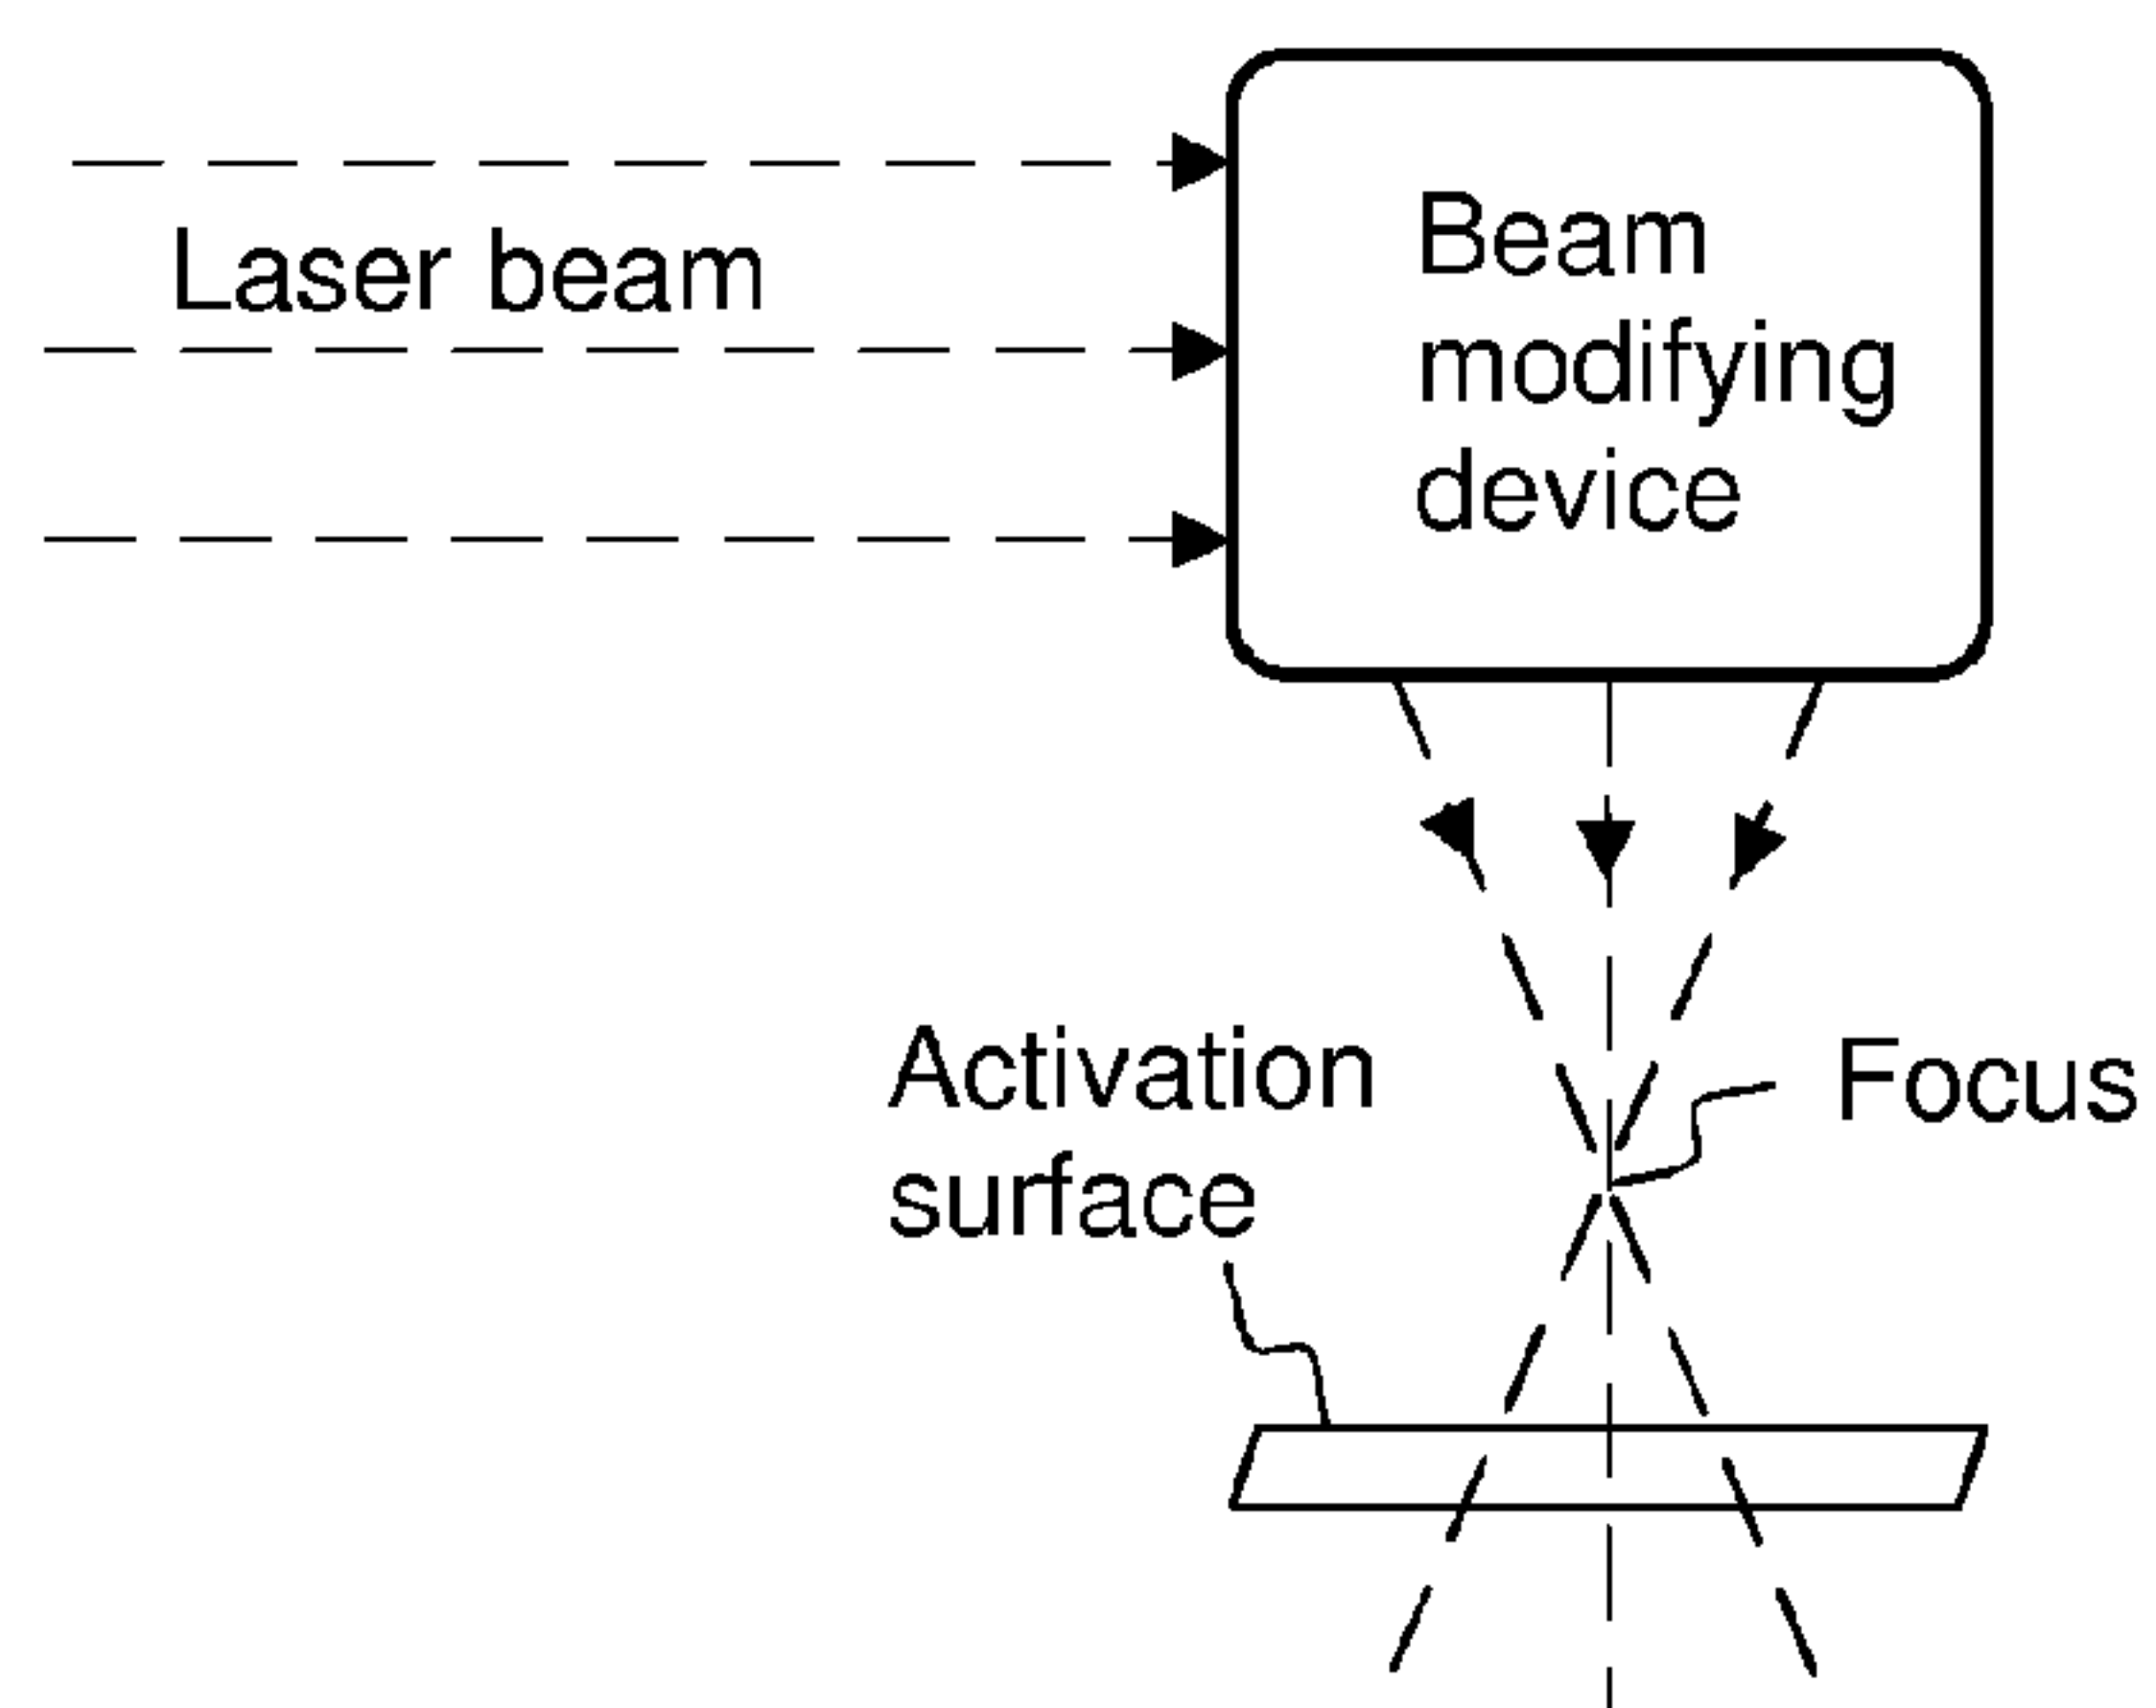 Laser beam
Beam
modifying
device
Activation
surface
Focus